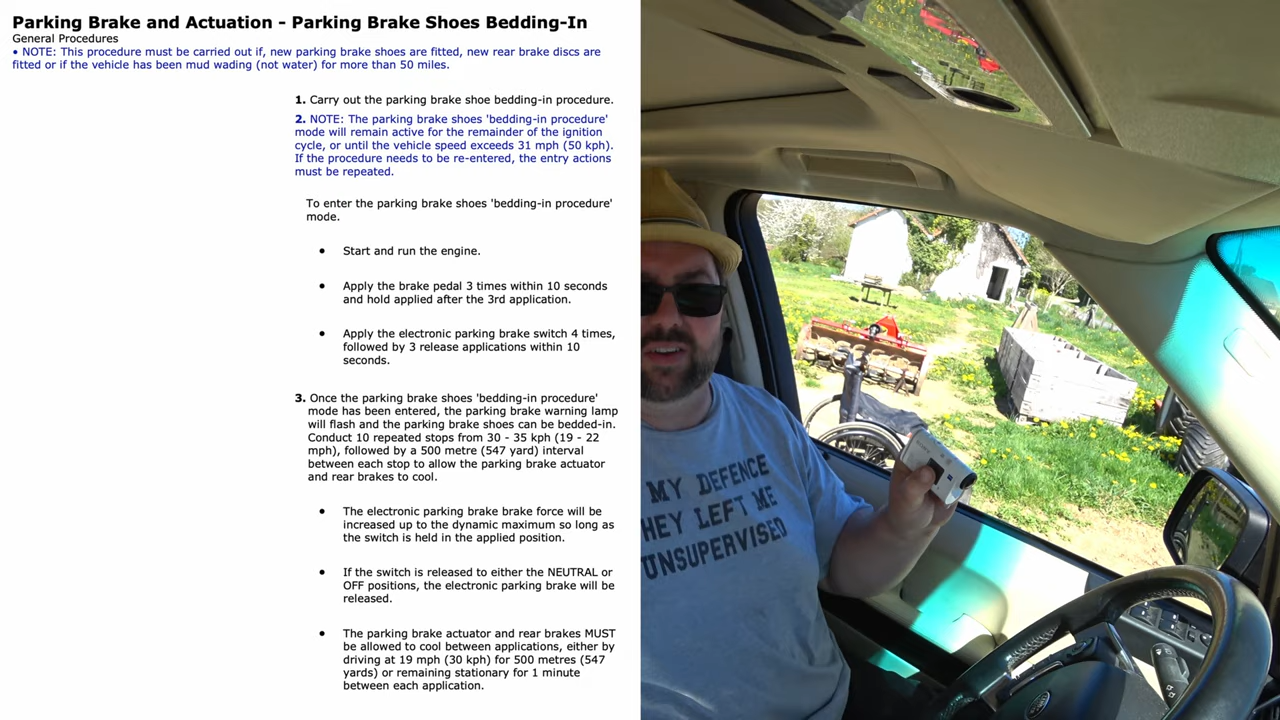 Parking Brake and Actuation - Parking Brake Shoes Bedding-In
General Procedures
• NOTE: This procedure must be carried out if, new parking brake shoes are fitted, new rear brake discs are
fitted or if the vehicle has been mud wading (not water) for more than 50 miles.
1. Carry out the parking brake shoe bedding-in procedure.
2. NOTE: The parking brake shoes 'bedding-in procedure'
mode will remain active for the remainder of the ignition
cycle, or until the vehicle speed exceeds 31 mph (50 kph).
If the procedure needs to be re-entered, the entry actions
must be repeated.
To enter the parking brake shoes 'bedding-in procedure'
mode.
• Start and run the engine.
• Apply the brake pedal 3 times within 10 seconds
and hold applied after the 3rd application.
• Apply the electronic parking brake switch 4 times,
followed by 3 release applications within 10
seconds.
3. Once the parking brake shoes 'bedding-in procedure'
mode has been entered, the parking brake warning lamp
will flash and the parking brake shoes can be bedded-in.
Conduct 10 repeated stops from 30 - 35 kph (19 - 22
mph), followed by a 500 metre (547 yard) interval
between each stop to allow the parking brake actuator
and rear brakes to cool.
• The electronic parking brake brake force will be
increased up to the dynamic maximum so long as
the switch is held in the applied position.
• If the switch is released to either the NEUTRAL or
OFF positions, the electronic parking brake will be
released.
• The parking brake actuator and rear brakes MUST
be allowed to cool between applications, either by
driving at 19 mph (30 kph) for 500 metres (547
yards) or remaining stationary for 1 minute
between each application.
MY DEFENCE
HEY LEFT ME
UNSUPERVISED